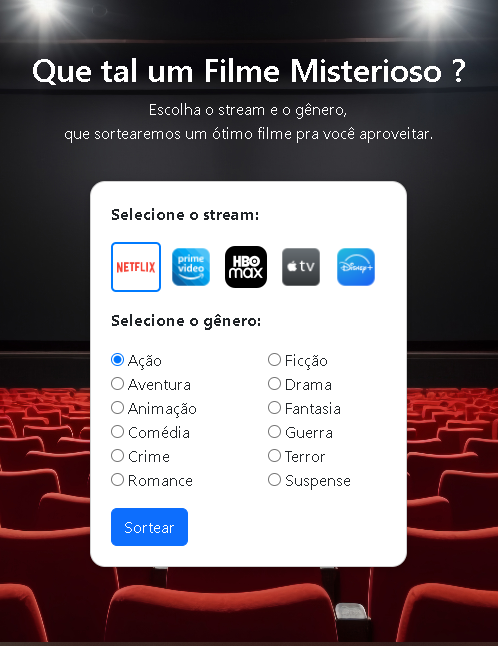 Que tal um Filme Misterioso ?
Escolha o stream e o gênero,
que sortearemos um ótimo filme pra você aproveitar.
Selecione o stream:
NETFLIX
prime video
HBO max
tv
Disney+
Selecione o gênero:
Ação
Ficção
Aventura
Drama
Animação
Fantasia
Comédia
Guerra
Crime
Terror
Romance
Suspense
Sortear